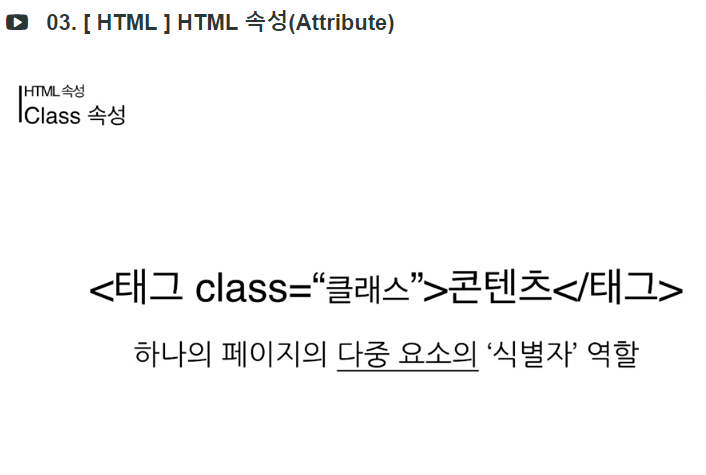 03. [ HTML ] HTML 속성(Attribute)
HTML 속성
Class 속성
<태그 class=“클래스”>콘텐츠</태그>
하나의 페이지의 다중 요소의 ‘식별자’ 역할